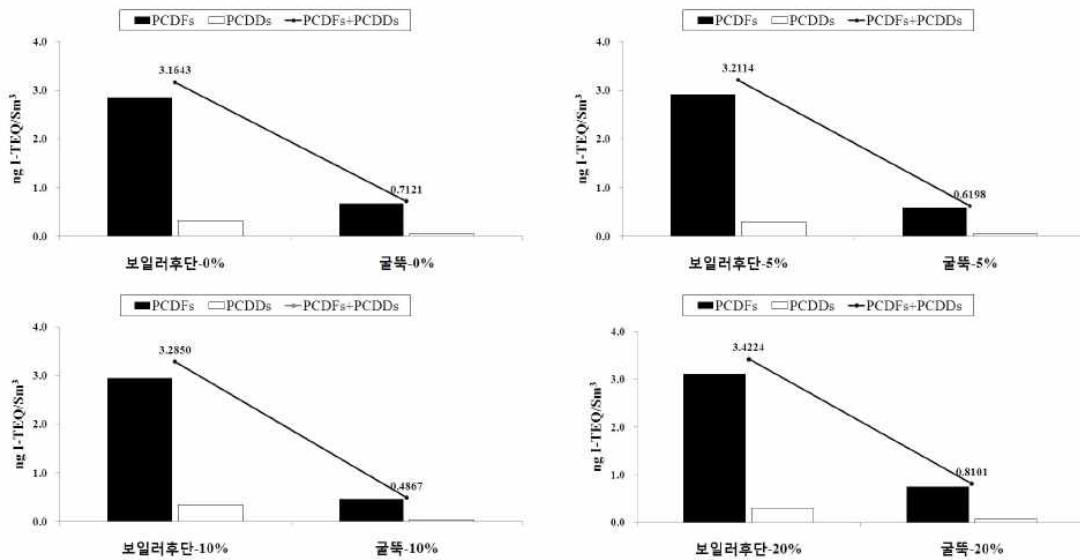 PCDFs PCDDs PCDFs+PCDDs
4.0
3.0
2.0
1.0
0.0
ng I-TEQ/Sm³
3.1643
0.7121
보일러후단-0% 굴뚝-0%
PCDFs PCDDs PCDFs+PCDDs
4.0
3.0
2.0
1.0
0.0
ng I-TEQ/Sm³
3.2114
0.6198
보일러후단-5% 굴뚝-5%
PCDFs PCDDs PCDFs+PCDDs
4.0
3.0
2.0
1.0
0.0
ng I-TEQ/Sm³
3.2850
0.4867
보일러후단-10% 굴뚝-10%
PCDFs PCDDs PCDFs+PCDDs
4.0
3.0
2.0
1.0
0.0
ng I-TEQ/Sm³
3.4224
0.8101
보일러후단-20% 굴뚝-20%